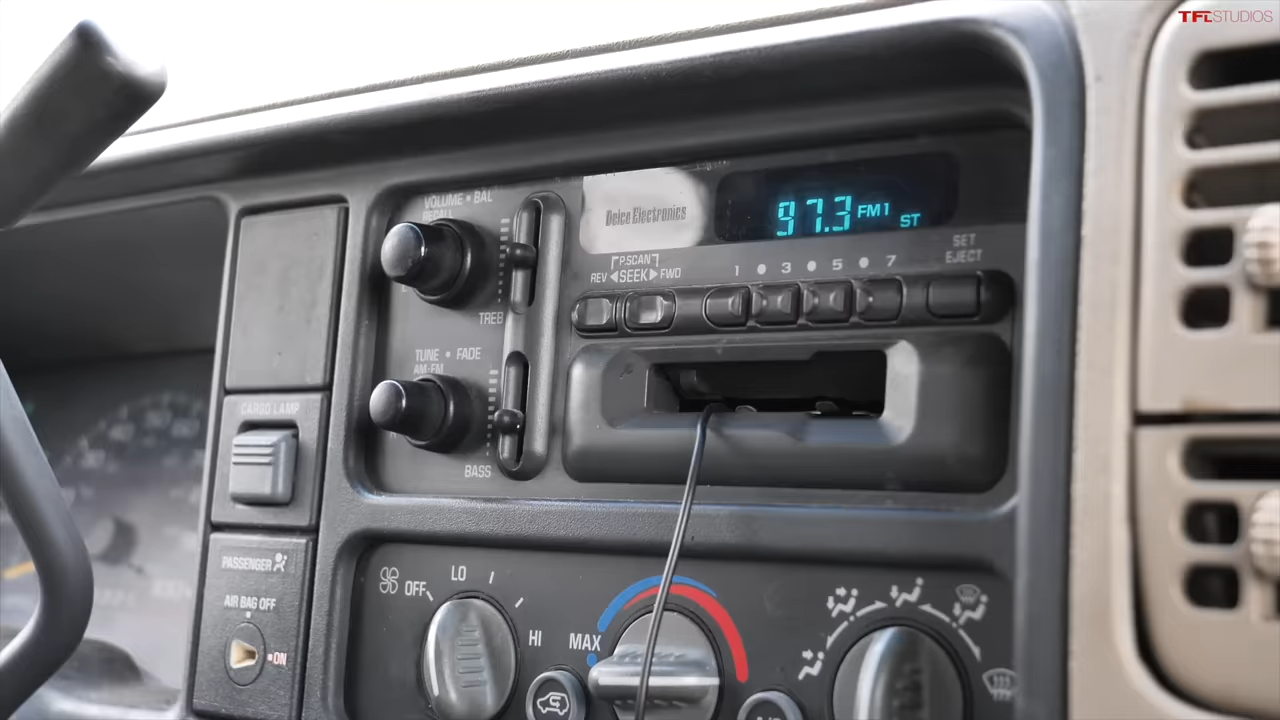 TFLSTUDIOS
VOLUME • BAL
RECALL
TREB
TUNE • FADE
AM-FM
BASS
Delco Electronics
97.3 FM1 ST
P.SCAN
REV ◀SEEK▶ FWD
1 • 3 • 5 • 7
SET
EJECT
CARGO LAMP
PASSENGER
AIR BAG OFF
ON
OFF
LO
HI
MAX